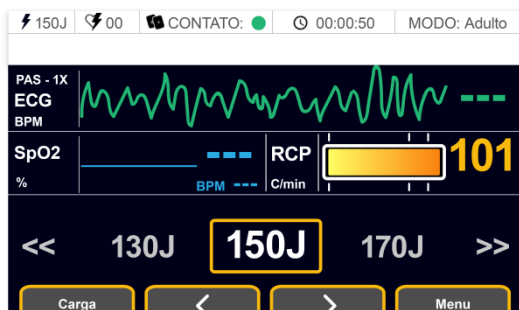 150J 00 CONTATO: 00:00:50 MODO: Adulto
PAS - 1X
ECG
BPM
---
SpO2
%
---
BPM ---
RCP
C/min
101
<< 130J 150J 170J >>
Carga < > Menu